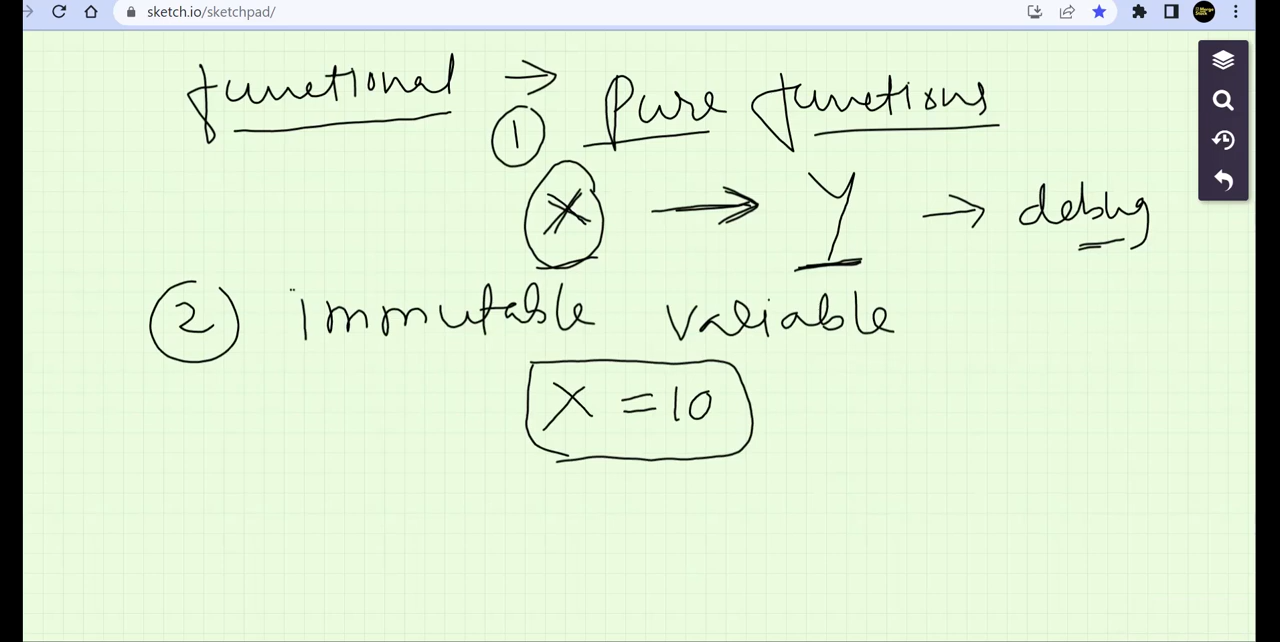 sketch.io/sketchpad/
functional → Pure functions
① X → Y → debug
② immutable variable
X = 10